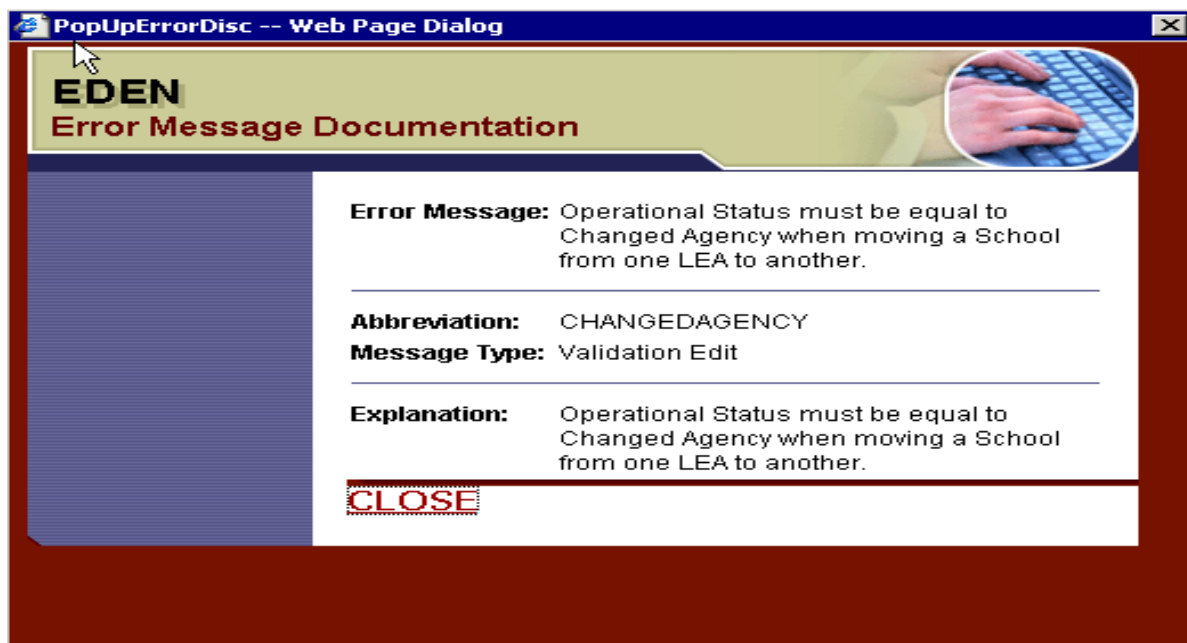 PopUpErrorDisc -- Web Page Dialog
EDEN
Error Message Documentation
Error Message: Operational Status must be equal to
Changed Agency when moving a School
from one LEA to another.
Abbreviation: CHANGEDAGENCY
Message Type: Validation Edit
Explanation: Operational Status must be equal to
Changed Agency when moving a School
from one LEA to another.
CLOSE